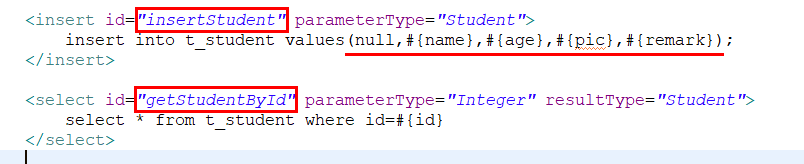 <insert id="insertStudent" parameterType="Student">
insert into t_student values(null,#{name},#{age},#{pic},#{remark});
</insert>
<select id="getStudentById" parameterType="Integer" resultType="Student">
select * from t_student where id=#{id}
</select>